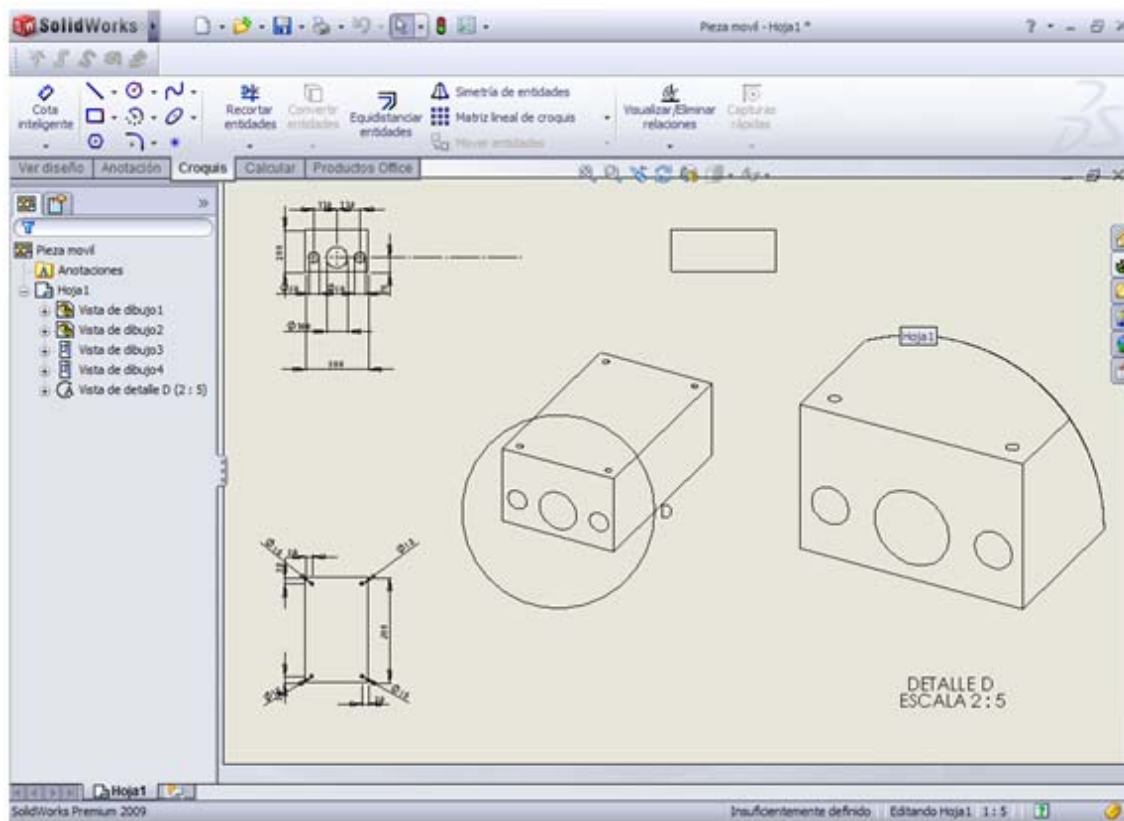 SolidWorks
Pieza movil - Hoja1 *
Cota inteligente
Recortar entidades
Convertir entidades
Equidistanciar entidades
Simetría de entidades
Matriz lineal de croquis
Mover entidades
Visualizar/Eliminar relaciones
Capturas rápidas
Ver diseño Anotación Croquis Calcular Productos Office
Pieza movil
Anotaciones
Hoja1
Vista de dibujo1
Vista de dibujo2
Vista de dibujo3
Vista de dibujo4
Vista de detalle D (2 : 5)
Hoja1
D
DETALLE D
ESCALA 2 : 5
Hoja1
SolidWorks Premium 2009
Insuficientemente definido Editando Hoja1 1 : 5